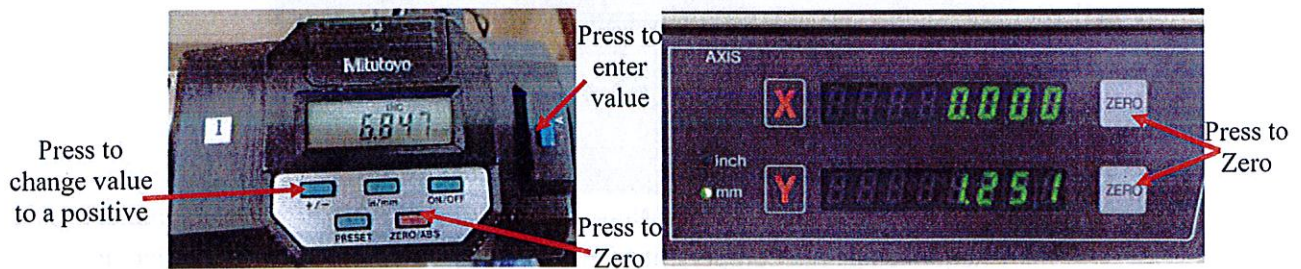 Press to
change value
to a positive
Mitutoyo
INC
6.847
I
+/-
in/mm
ON/OFF
PRESET
ZERO/ABS
Press to
enter
value
Press to
Zero
AXIS
X
0.000
ZERO
inch
mm
Y
1.251
ZERO
Press to
Zero